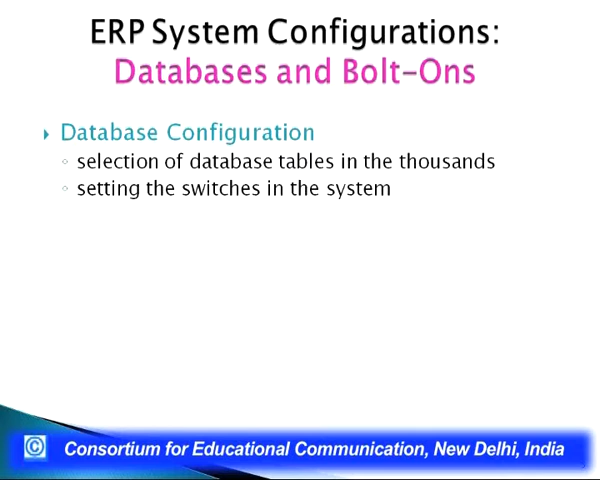 ERP System Configurations:
Databases and Bolt-Ons
Database Configuration
selection of database tables in the thousands
setting the switches in the system
© Consortium for Educational Communication, New Delhi, India